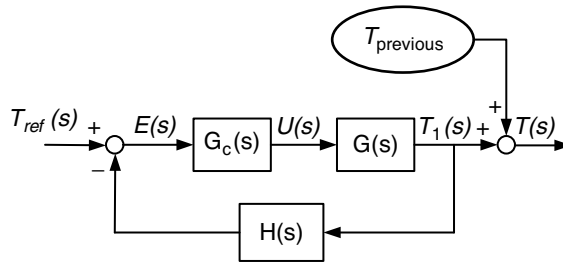 T_previous
T_ref(s) + E(s) G_c(s) U(s) G(s) T_1(s) + + T(s)
−
H(s)